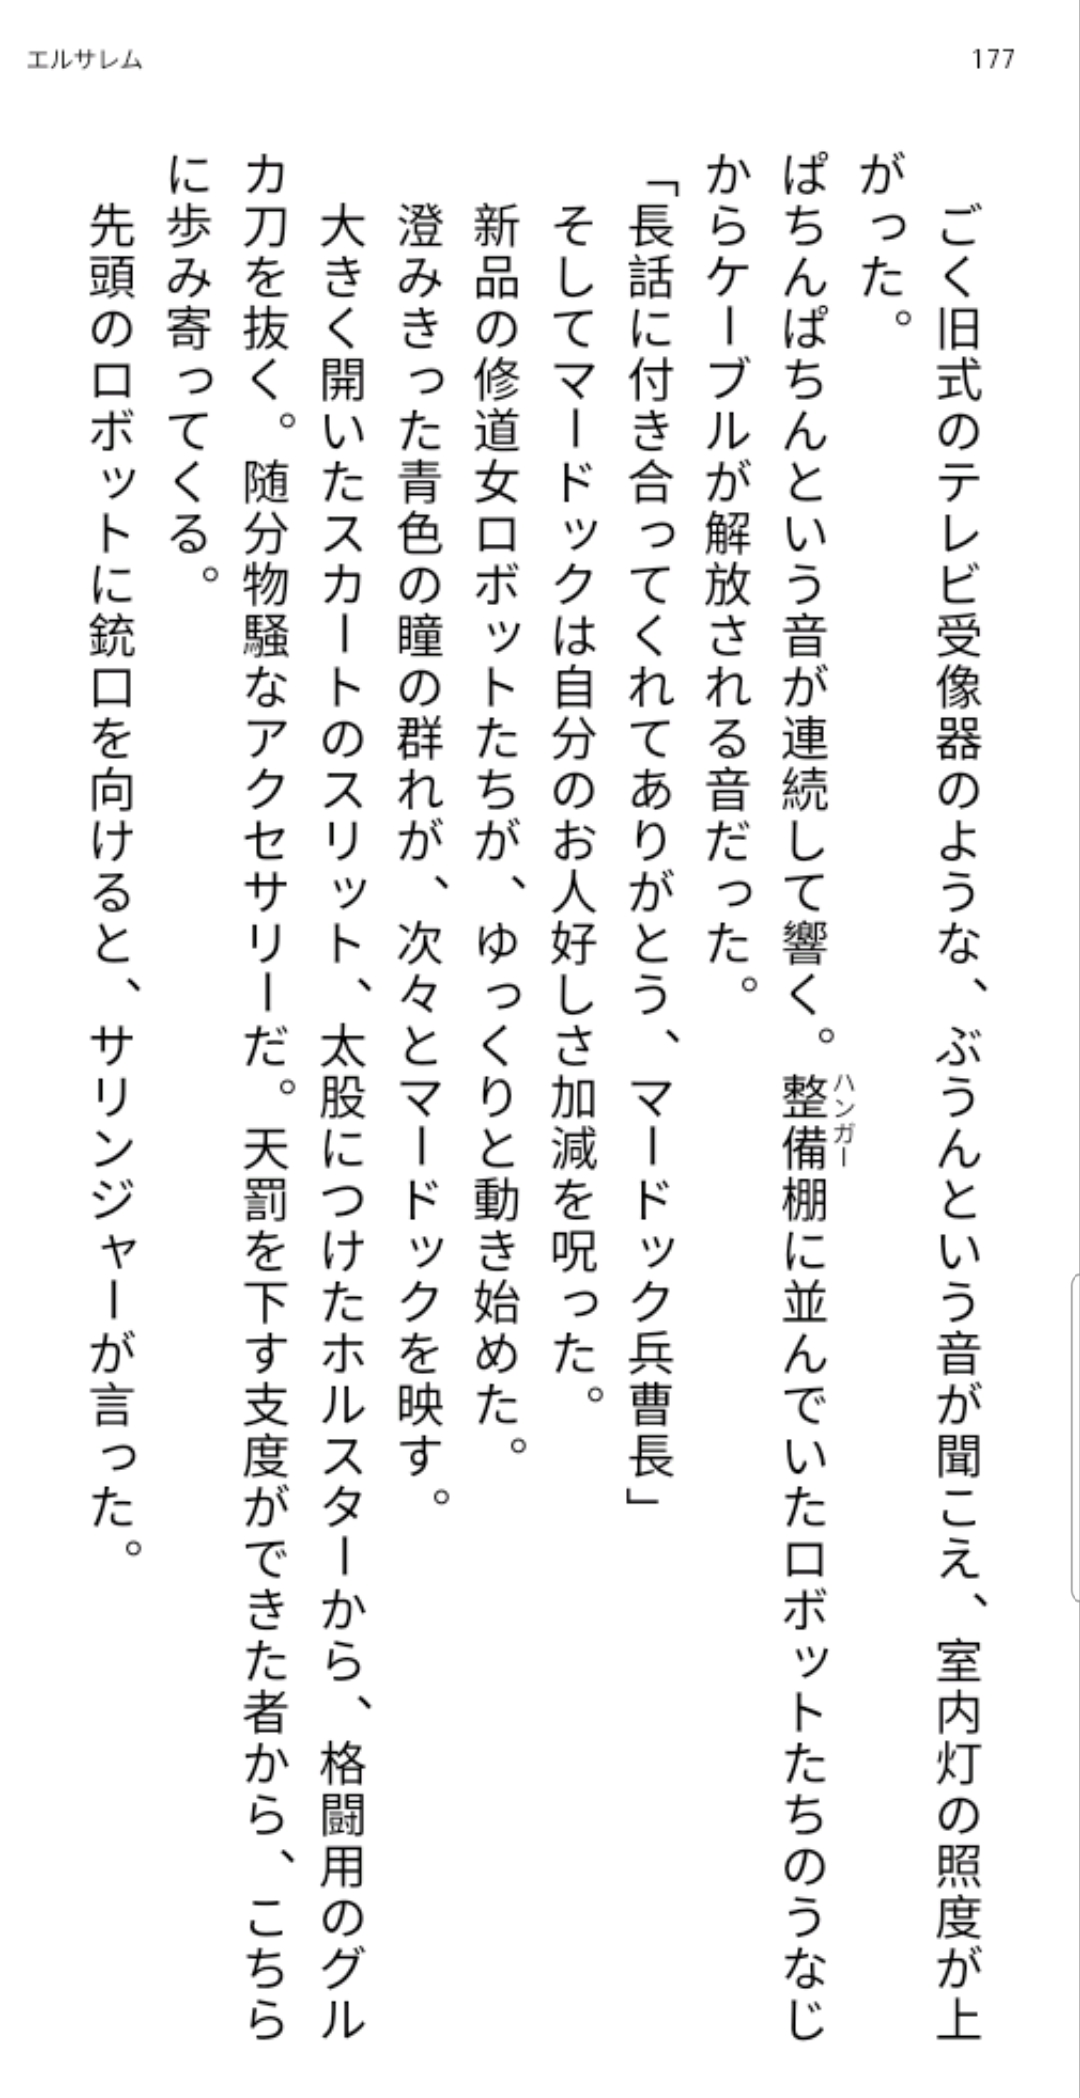 エルサレム
177
　ごく旧式のテレビ受像器のような、ぶうんという音が聞こえ、室内灯の照度が上
がった。
ぱちんぱちんという音が連続して響く。整備棚に並んでいたロボットたちのうなじ
ハンガー
からケーブルが解放される音だった。
「長話に付き合ってくれてありがとう、マードック兵曹長」
　そしてマードックは自分のお人好しさ加減を呪った。
　新品の修道女ロボットたちが、ゆっくりと動き始めた。
　澄みきった青色の瞳の群れが、次々とマードックを映す。
　大きく開いたスカートのスリット、太股につけたホルスターから、格闘用のグル
カ刀を抜く。随分物騒なアクセサリーだ。天罰を下す支度ができた者から、こちら
に歩み寄ってくる。
　先頭のロボットに銃口を向けると、サリンジャーが言った。